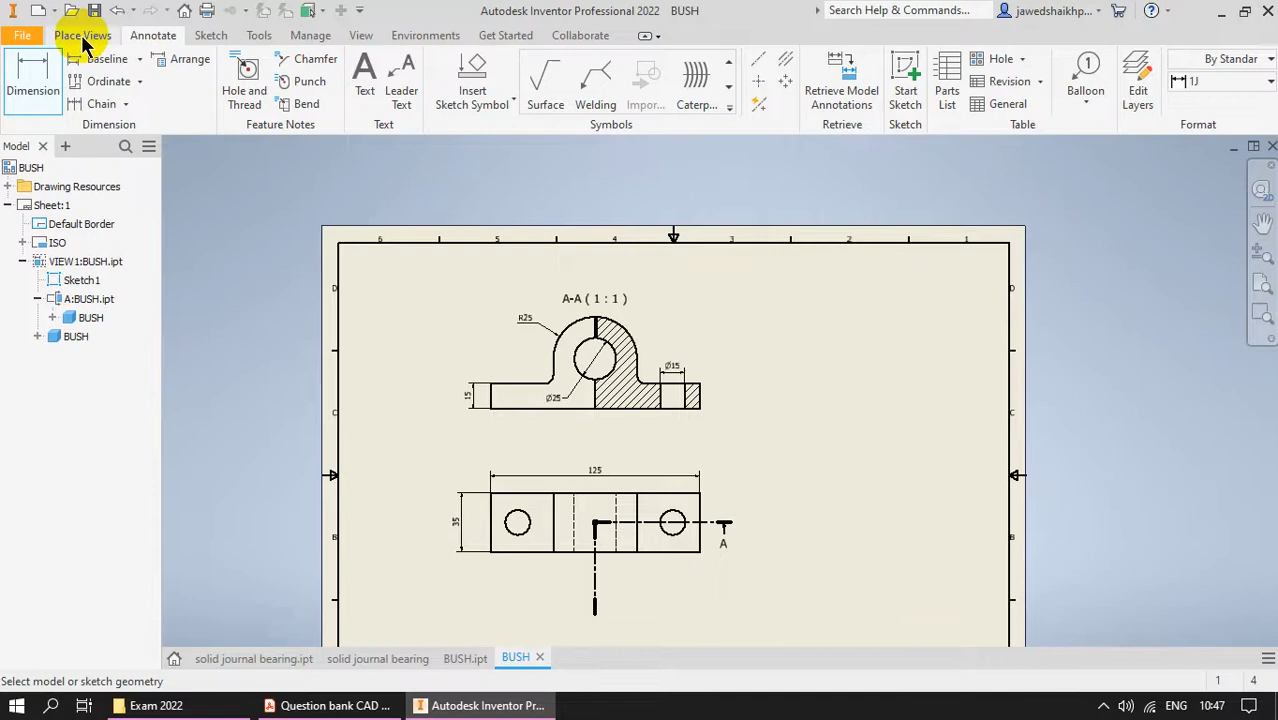 Autodesk Inventor Professional 2022 BUSH
Search Help & Commands...
jawedshaikhp...
File Place Views Annotate Sketch Tools Manage View Environments Get Started Collaborate
Dimension
Baseline
Ordinate
Chain
Arrange
Dimension
Hole and
Thread
Chamfer
Punch
Bend
Feature Notes
Text
Leader
Text
Text
Insert
Sketch Symbol
Surface
Welding
Impor...
Caterp...
Symbols
Retrieve Model
Annotations
Retrieve
Start
Sketch
Sketch
Parts
List
Hole
Revision
General
Table
Balloon
Edit
Layers
By Standar
Format
Model
BUSH
Drawing Resources
Sheet:1
Default Border
ISO
VIEW1:BUSH.ipt
Sketch1
A:BUSH.ipt
BUSH
BUSH
6 5 4 3 2 1
D D
C C
B B
A-A ( 1 : 1 )
R25
Ø15
15
Ø25
125
35
A
2D
solid journal bearing.ipt solid journal bearing BUSH.ipt BUSH
Select model or sketch geometry
1 4
Exam 2022
Question bank CAD ...
Autodesk Inventor Pr...
ENG
10:47